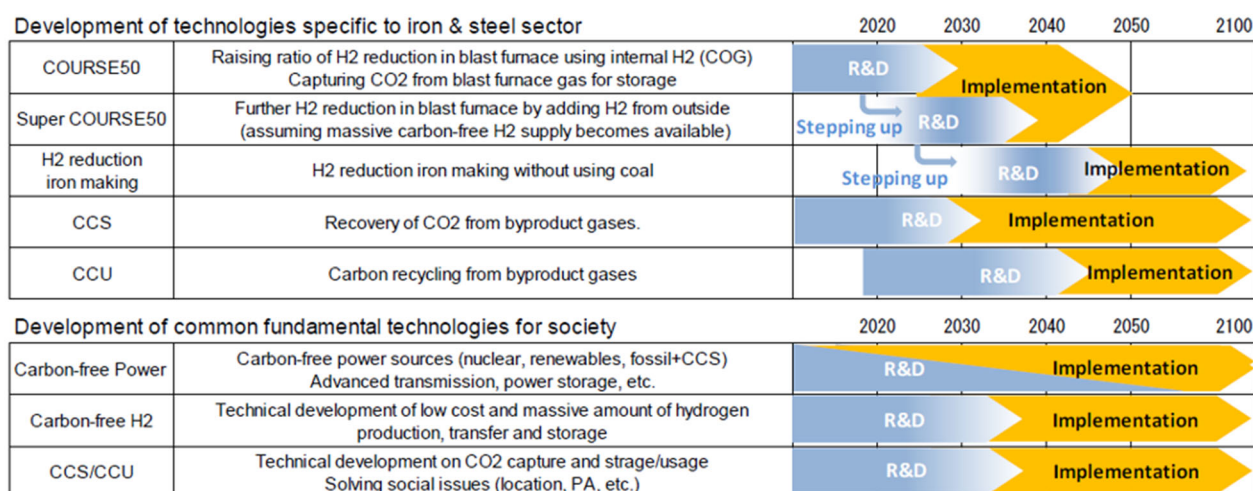 Development of technologies specific to iron & steel sector
2020 2030 2040 2050 2100
COURSE50
Raising ratio of H2 reduction in blast furnace using internal H2 (COG)
Capturing CO2 from blast furnace gas for storage
R&D
Implementation
Super COURSE50
Further H2 reduction in blast furnace by adding H2 from outside
(assuming massive carbon-free H2 supply becomes available)
Stepping up
R&D
H2 reduction
iron making
H2 reduction iron making without using coal
Stepping up
R&D
Implementation
CCS
Recovery of CO2 from byproduct gases.
R&D
Implementation
CCU
Carbon recycling from byproduct gases
R&D
Implementation
Development of common fundamental technologies for society
2020 2030 2040 2050 2100
Carbon-free Power
Carbon-free power sources (nuclear, renewables, fossil+CCS)
Advanced transmission, power storage, etc.
R&D
Implementation
Carbon-free H2
Technical development of low cost and massive amount of hydrogen
production, transfer and storage
R&D
Implementation
CCS/CCU
Technical development on CO2 capture and strage/usage
Solving social issues (location, PA, etc.)
R&D
Implementation